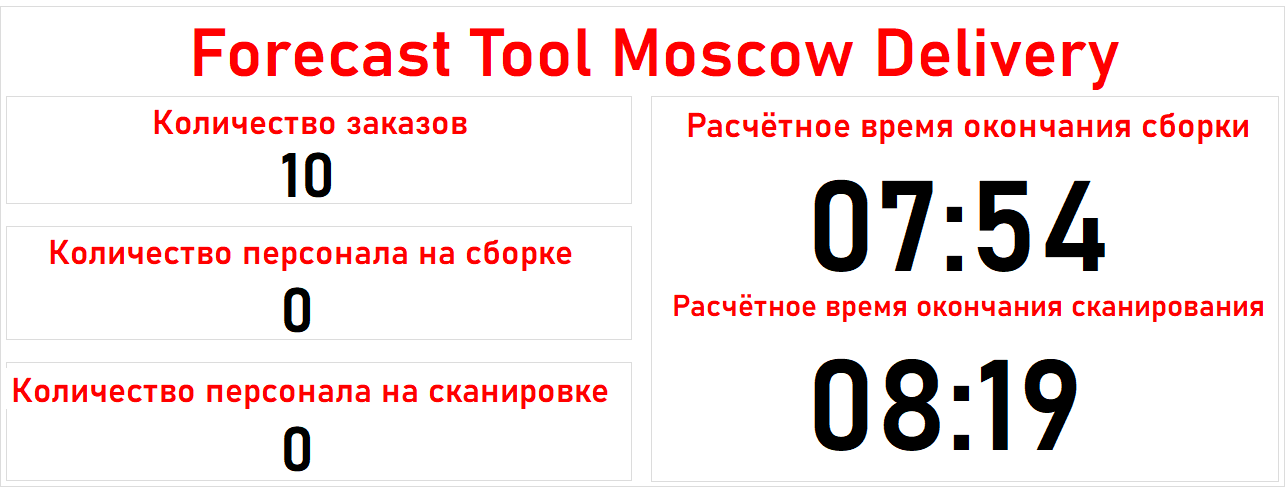 Forecast Tool Moscow Delivery
Количество заказов
10
Количество персонала на сборке
0
Количество персонала на сканировке
0
Расчётное время окончания сборки
07:54
Расчётное время окончания сканирования
08:19